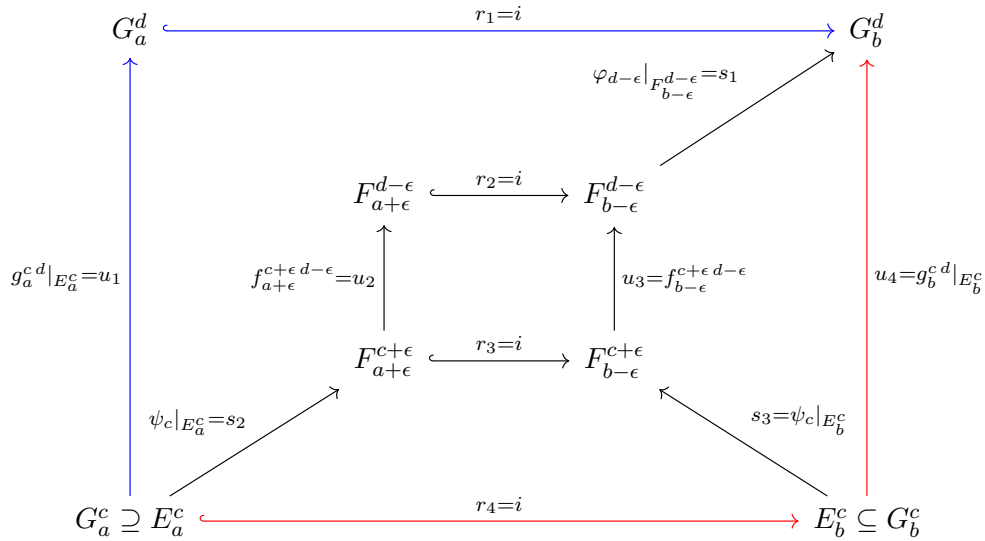 G_a^d r_1=i G_b^d
φ_{d−ϵ}|_{F_{b−ϵ}^{d−ϵ}}=s_1
F_{a+ϵ}^{d−ϵ} r_2=i F_{b−ϵ}^{d−ϵ}
g_a^{c d}|_{E_a^c}=u_1 f_{a+ϵ}^{c+ϵ d−ϵ}=u_2 u_3=f_{b−ϵ}^{c+ϵ d−ϵ} u_4=g_b^{c d}|_{E_b^c}
F_{a+ϵ}^{c+ϵ} r_3=i F_{b−ϵ}^{c+ϵ}
ψ_c|_{E_a^c}=s_2 s_3=ψ_c|_{E_b^c}
G_a^c ⊇ E_a^c r_4=i E_b^c ⊆ G_b^c